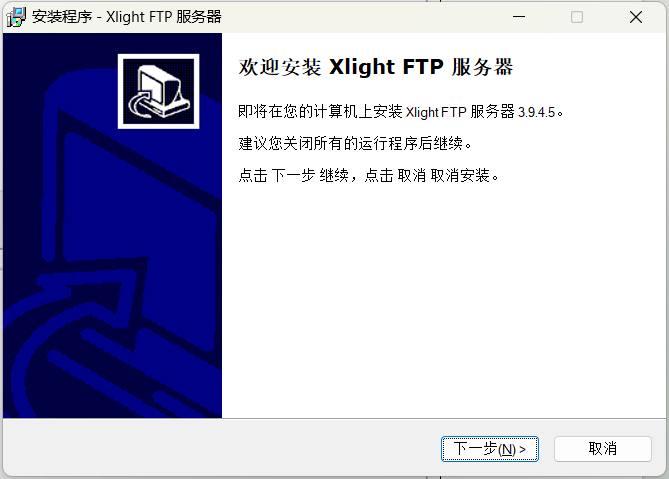 安装程序 - Xlight FTP 服务器
欢迎安装 Xlight FTP 服务器
即将在您的计算机上安装 Xlight FTP 服务器 3.9.4.5。
建议您关闭所有的运行程序后继续。
点击 下一步 继续，点击 取消 取消安装。
下一步(N) >
取消